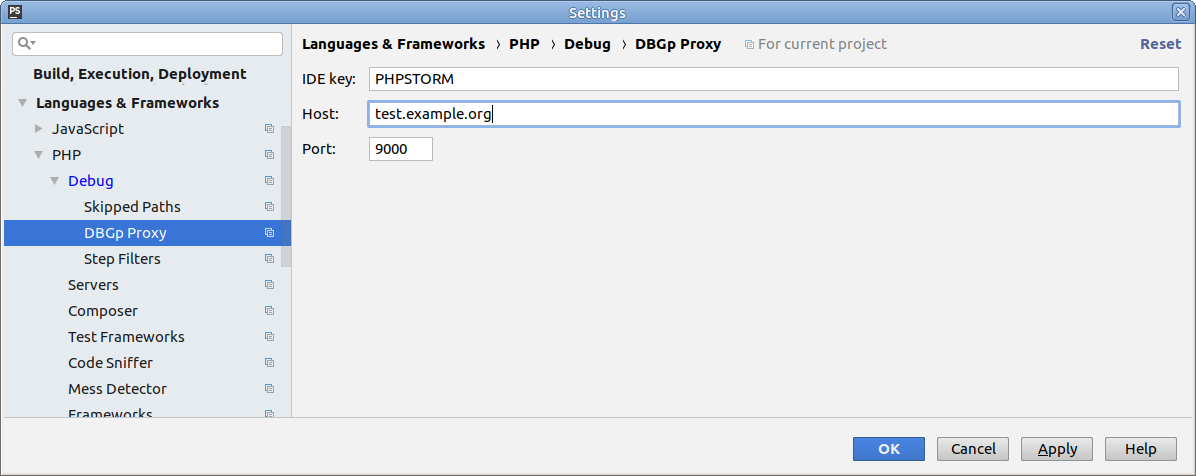 PS Settings
Build, Execution, Deployment
Languages & Frameworks
JavaScript
PHP
Debug
Skipped Paths
DBGp Proxy
Step Filters
Servers
Composer
Test Frameworks
Code Sniffer
Mess Detector
Frameworks
Languages & Frameworks › PHP › Debug › DBGp Proxy For current project Reset
IDE key: PHPSTORM
Host: test.example.org
Port: 9000
OK Cancel Apply Help